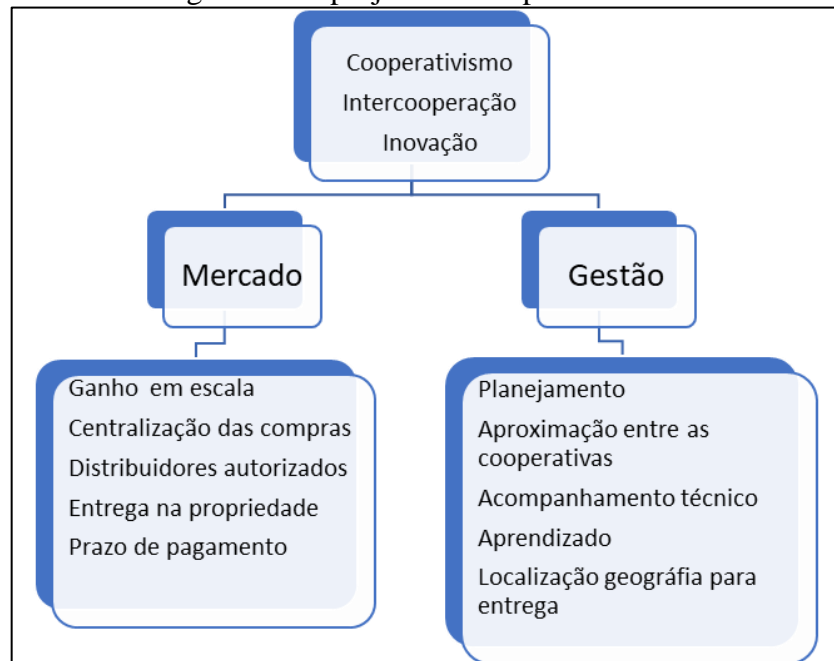 Cooperativismo
Intercooperação
Inovação
Mercado
Gestão
Ganho em escala
Centralização das compras
Distribuidores autorizados
Entrega na propriedade
Prazo de pagamento
Planejamento
Aproximação entre as
cooperativas
Acompanhamento técnico
Aprendizado
Localização geográfia para
entrega